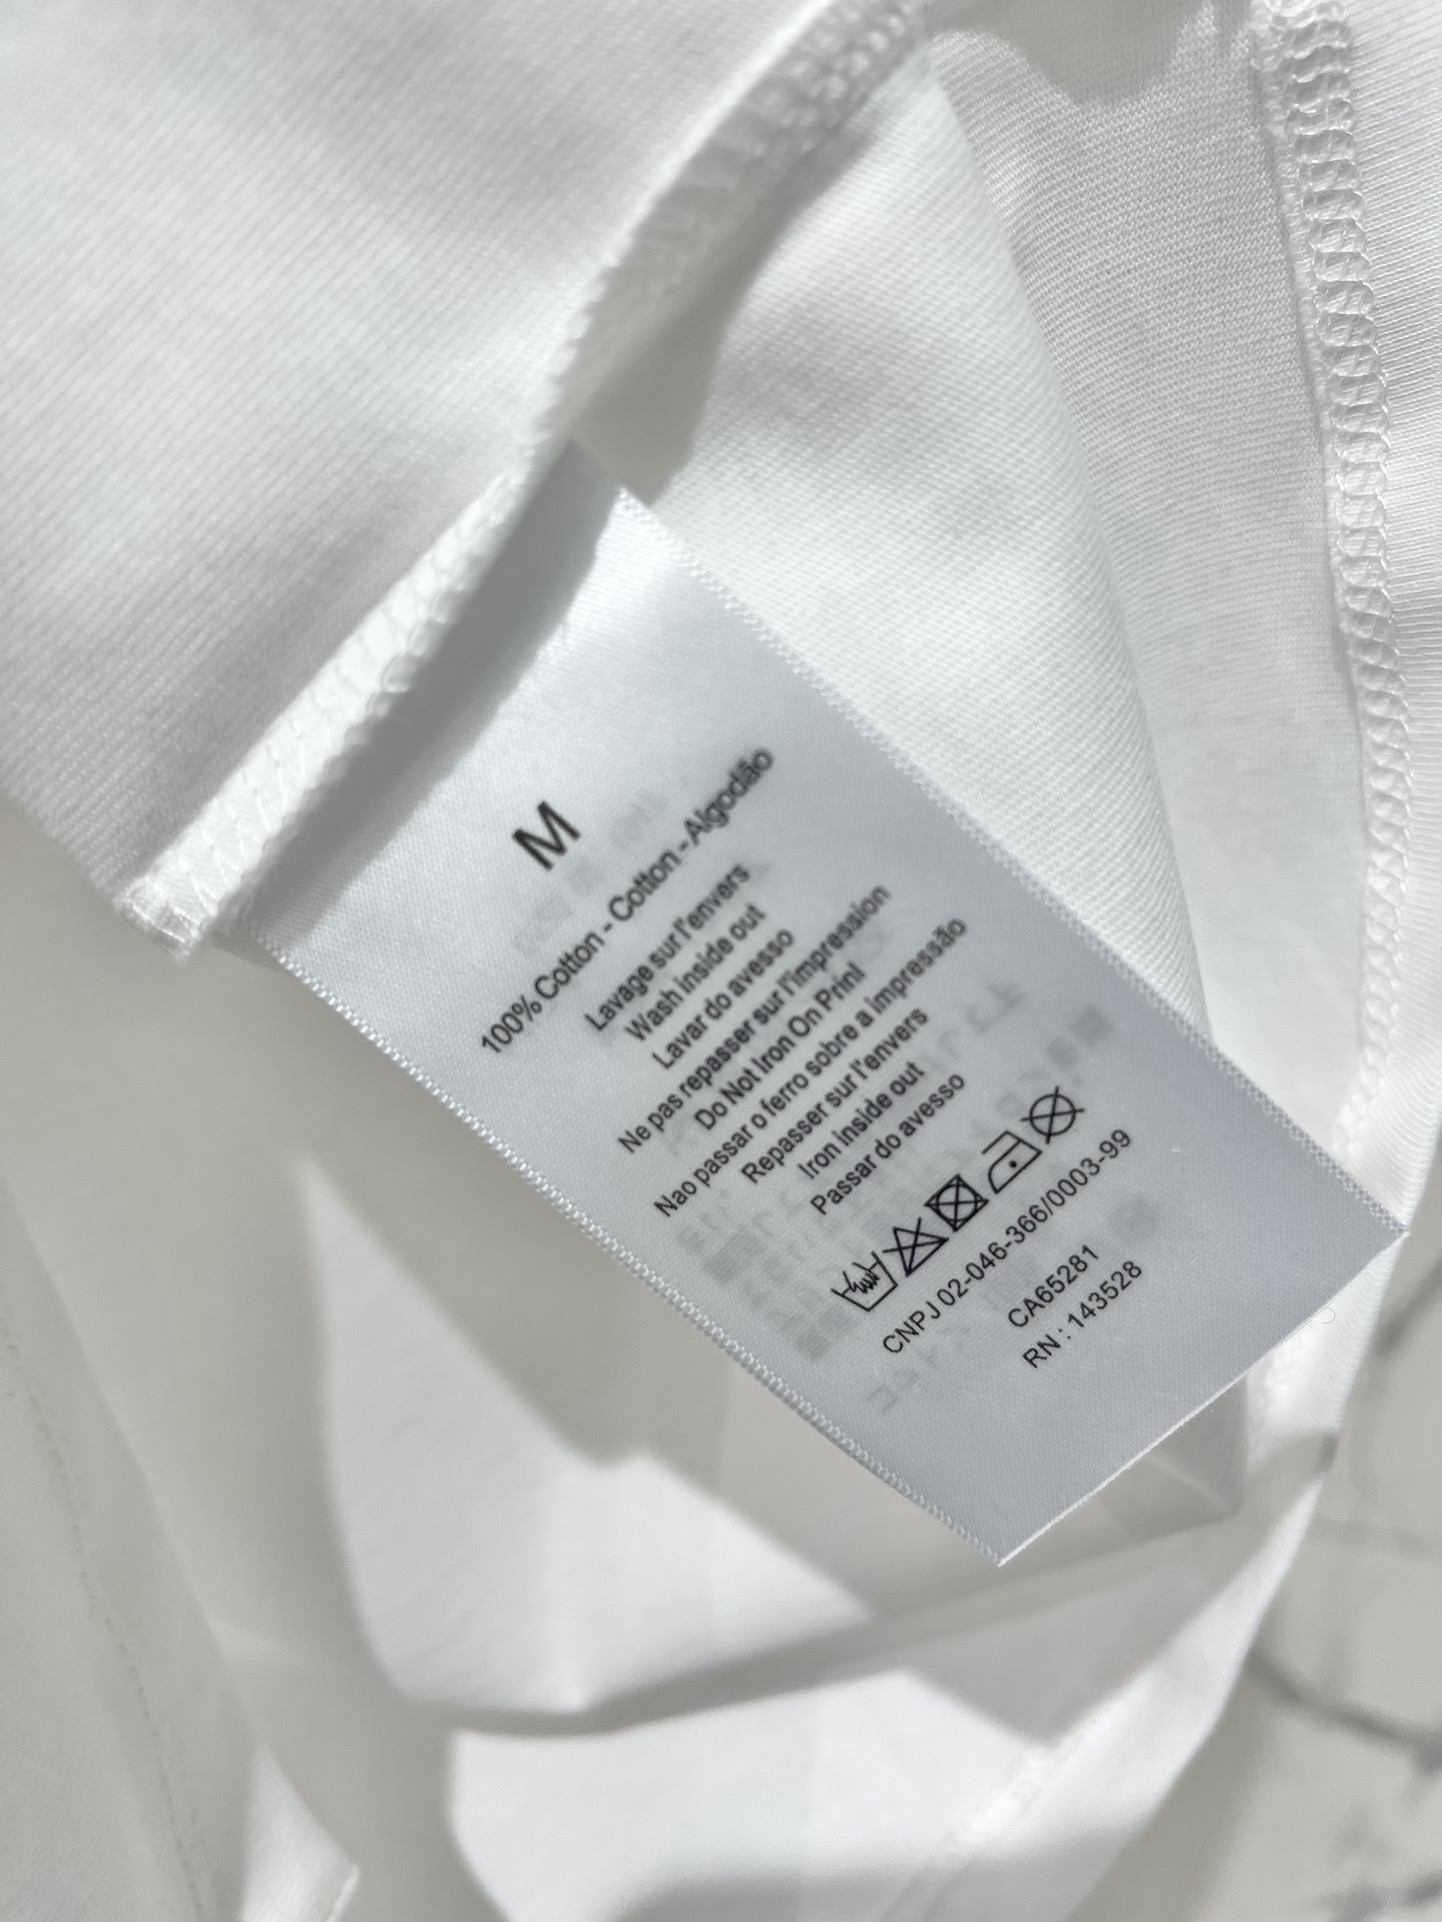 M
100% Cotton - Cotton - Algodão
Lavage sur l'envers
Wash inside out
Lavar do avesso
Ne pas repasser sur l'impression
Do Not Iron On Print
Nao passar o ferro sobre a impressão
Repasser sur l'envers
Iron inside out
Passar do avesso
CNPJ 02-046-366/0003-99
CA65281
RN : 143528